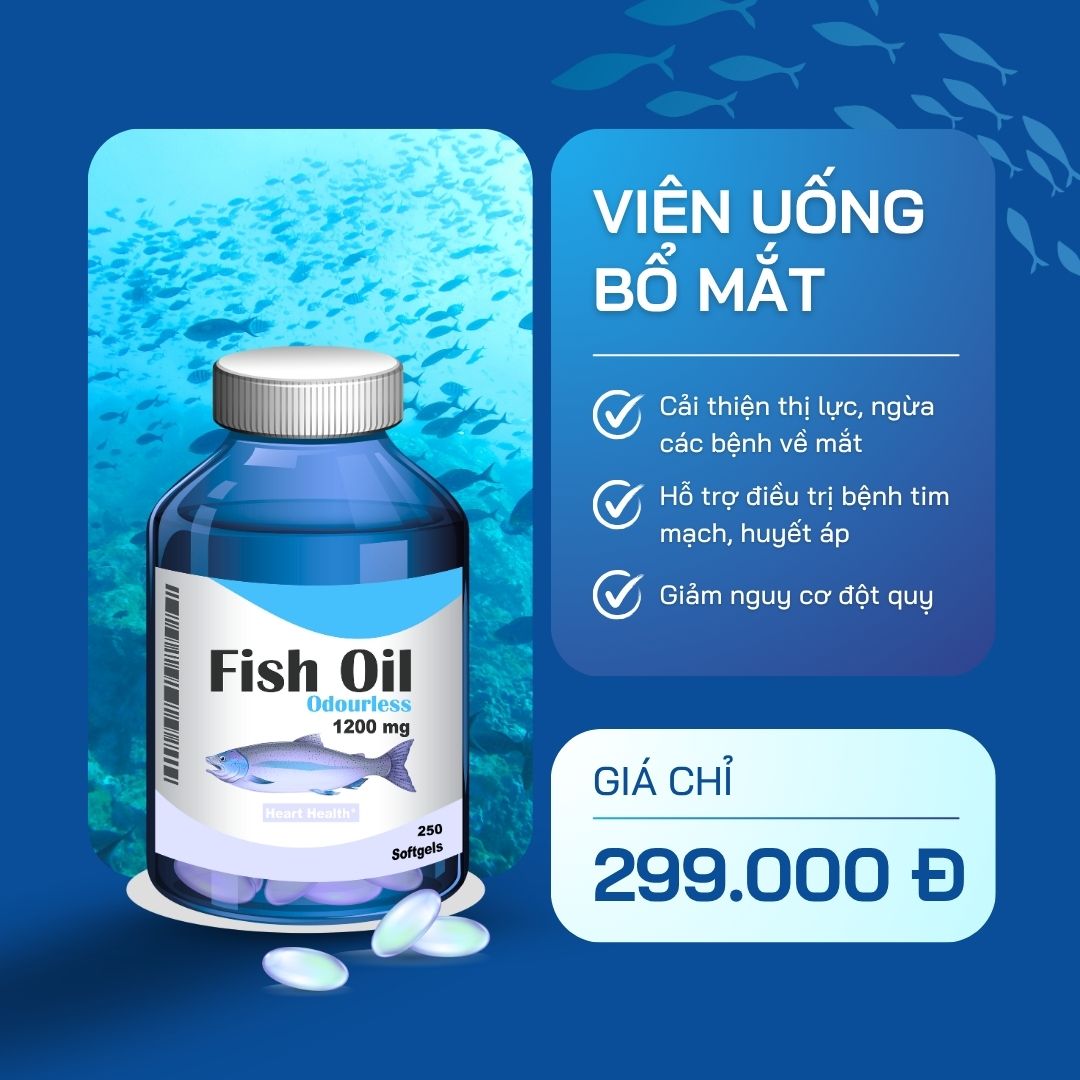 VIÊN UỐNG
BỔ MẮT
Cải thiện thị lực, ngừa
các bệnh về mắt
Hỗ trợ điều trị bệnh tim
mạch, huyết áp
Giảm nguy cơ đột quỵ
Fish Oil
Odourless
1200 mg
Heart Health*
250
Softgels
GIÁ CHỈ
299.000 Đ